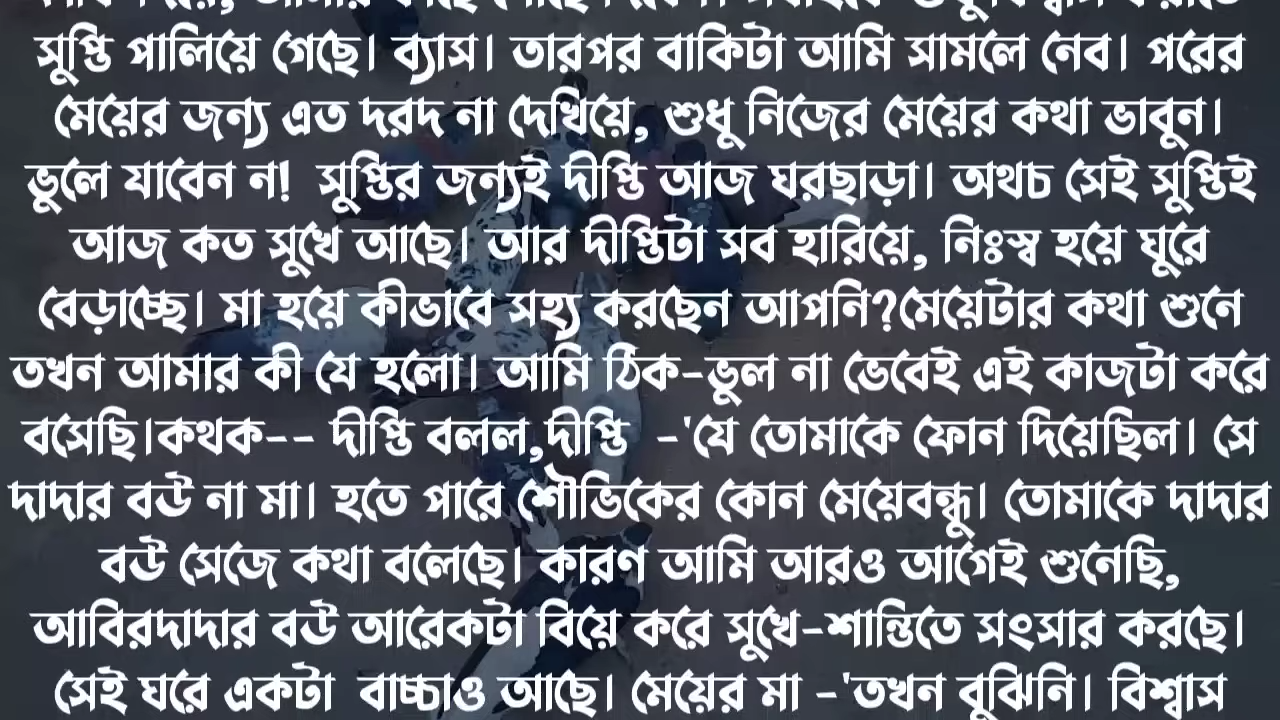 সুপ্তি পালিয়ে গেছে। ব্যাস। তারপর বাকিটা আমি সামলে নেব। পরের
মেয়ের জন্য এত দরদ না দেখিয়ে, শুধু নিজের মেয়ের কথা ভাবুন।
ভুলে যাবেন না!  সুপ্তির জন্যই দীপ্তি আজ ঘরছাড়া। অথচ সেই সুপ্তিই
আজ কত সুখে আছে। আর দীপ্তিটা সব হারিয়ে, নিঃস্ব হয়ে ঘুরে
বেড়াচ্ছে। মা হয়ে কীভাবে সহ্য করছেন আপনি?মেয়েটার কথা শুনে
তখন আমার কী যে হলো। আমি ঠিক-ভুল না ভেবেই এই কাজটা করে
বসেছি।কথক-- দীপ্তি বলল,দীপ্তি  -'যে তোমাকে ফোন দিয়েছিল। সে
দাদার বউ না মা। হতে পারে শৌভিকের কোন মেয়েবন্ধু। তোমাকে দাদার
বউ সেজে কথা বলেছে। কারণ আমি আরও আগেই শুনেছি,
আবিরদাদার বউ আরেকটা বিয়ে করে সুখে-শান্তিতে সংসার করছে।
সেই ঘরে একটা  বাচ্চাও আছে। মেয়ের মা -'তখন বুঝিনি। বিশ্বাস